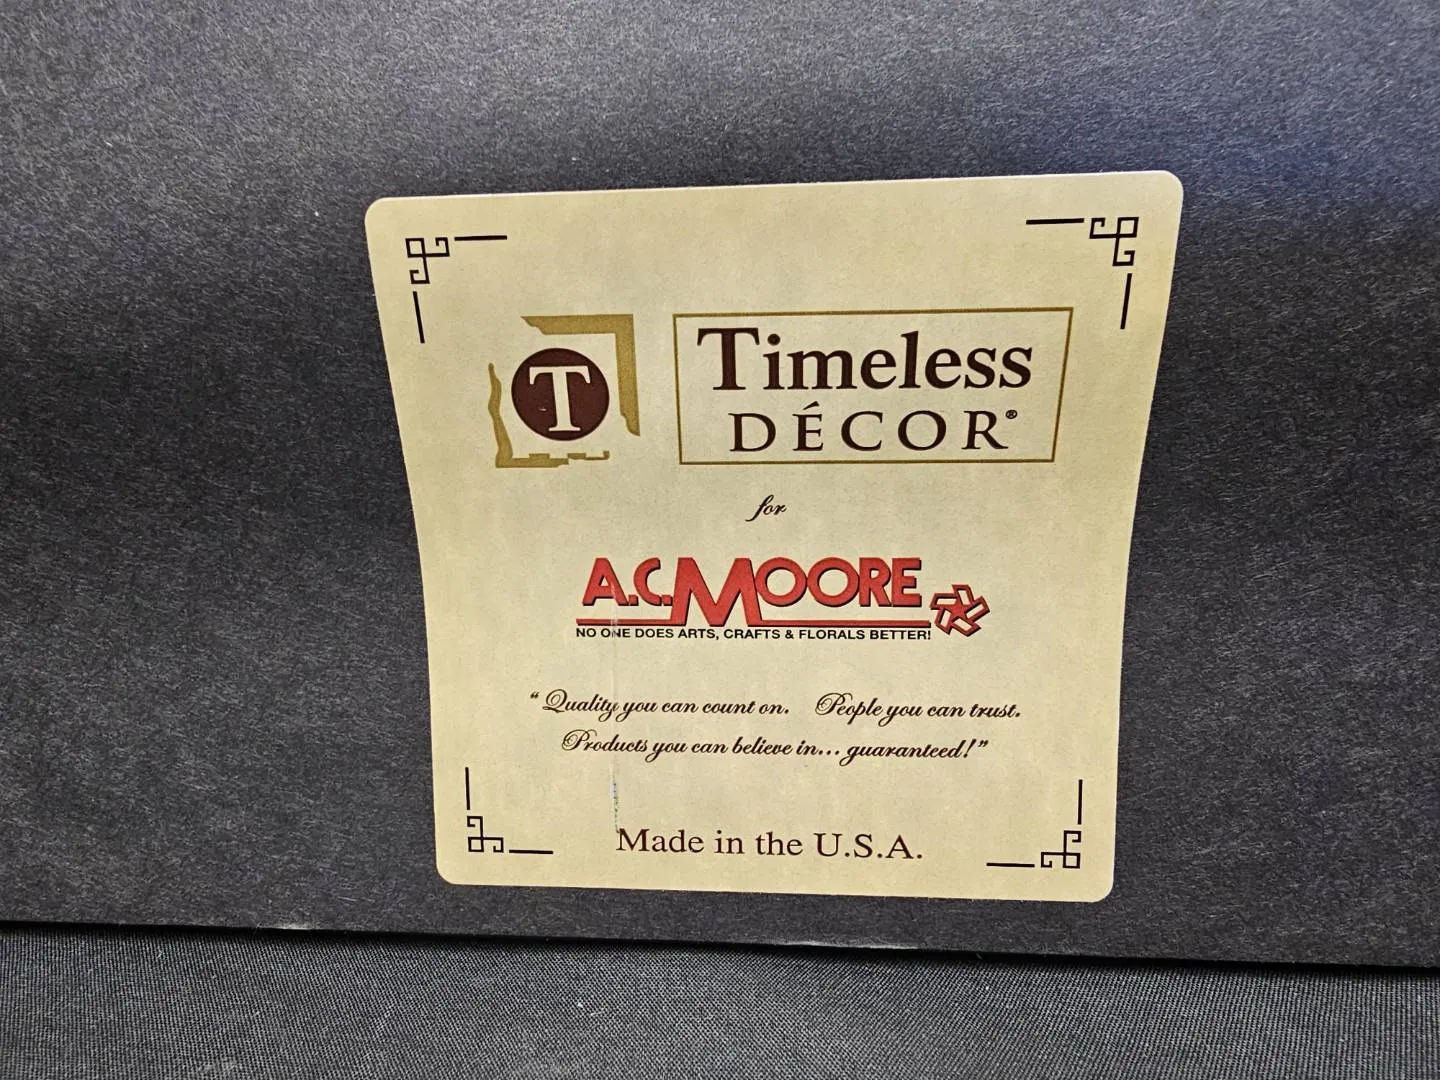 T
Timeless
DÉCOR®
for
A.C.MOORE
NO ONE DOES ARTS, CRAFTS & FLORALS BETTER!
"Quality you can count on. People you can trust.
Products you can believe in... guaranteed!"
Made in the U.S.A.